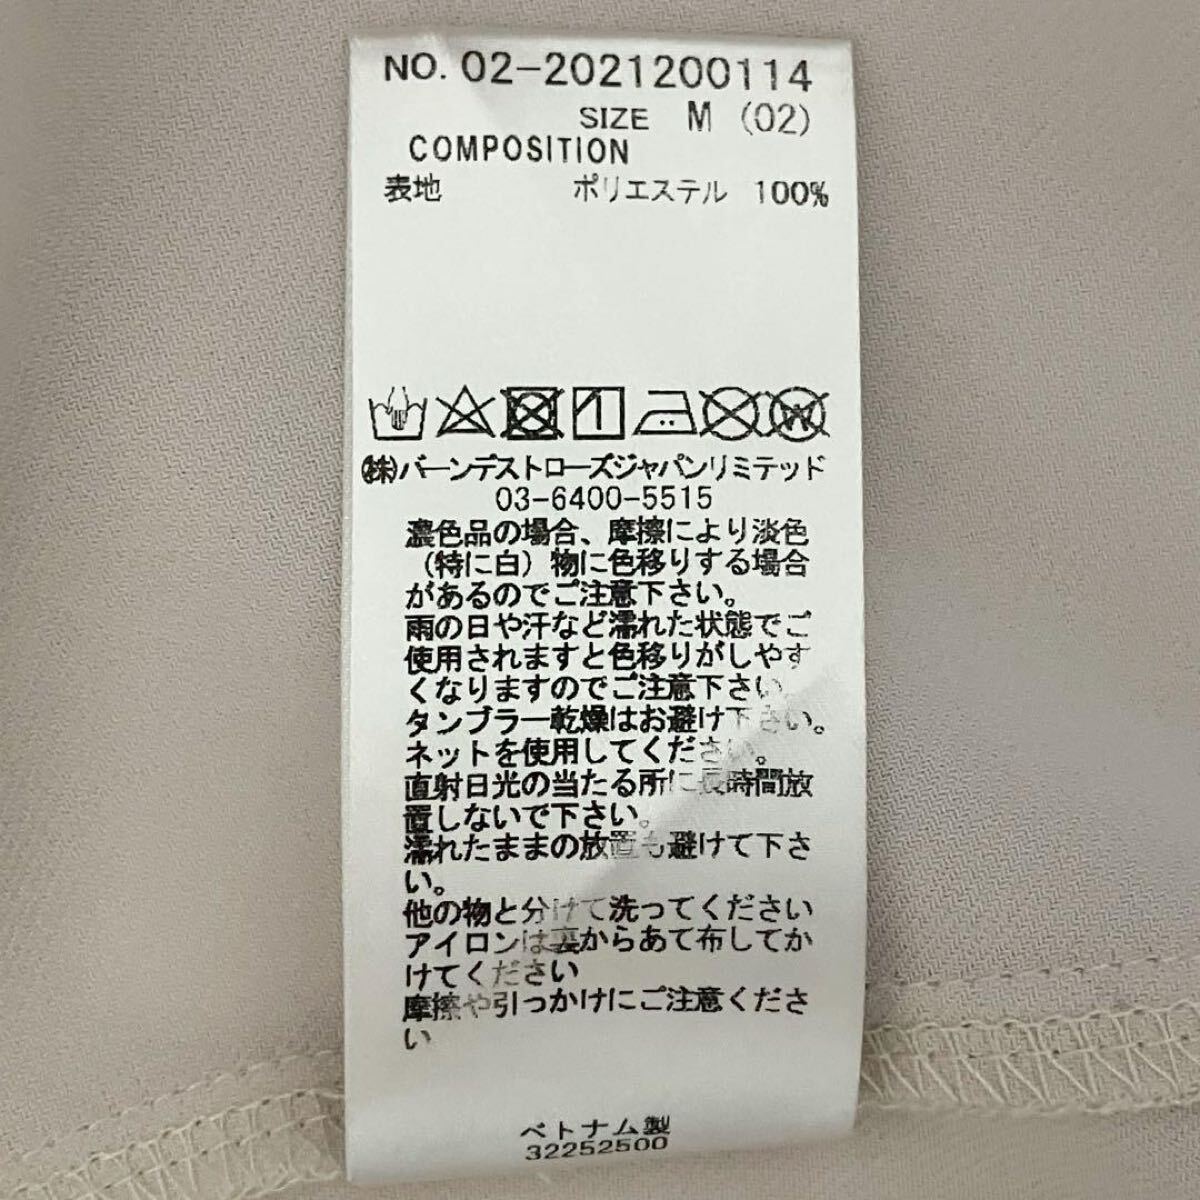 NO. 02-2021200114
SIZE M (02)
COMPOSITION
表地 ポリエステル 100%
㈱バーンデストローズジャパンリミテッド
03-6400-5515
濃色品の場合、摩擦により淡色
(特に白)物に色移りする場合
があるのでご注意下さい。
雨の日や汗など濡れた状態でご
使用されますと色移りがしやす
くなりますのでご注意下さい。
タンブラー乾燥はお避け下さい。
ネットを使用してください。
直射日光の当たる所に長時間放
置しないで下さい。
濡れたままの放置も避けて下さ
い。
他の物と分けて洗ってください
アイロンは裏からあて布してか
けてください
摩擦や引っかけにご注意くださ
い
ベトナム製
32252500